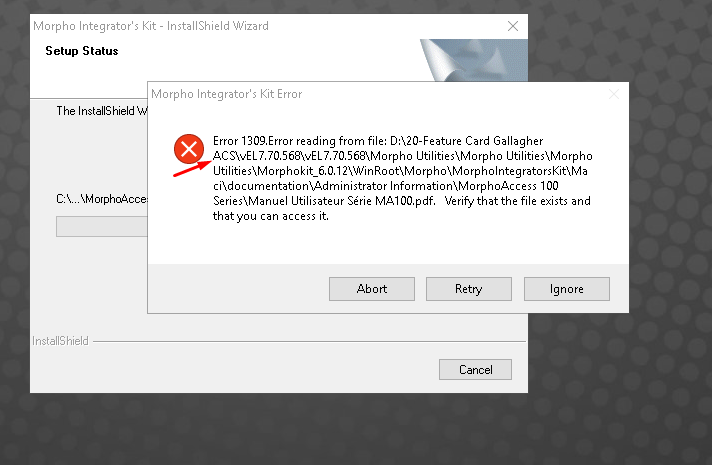 Morpho Integrator's Kit - InstallShield Wizard
Setup Status
Morpho Integrator's Kit Error
The InstallShield W
Error 1309.Error reading from file: D:\20-Feature Card Gallagher
ACS\vEL7.70.568\vEL7.70.568\Morpho Utilities\Morpho Utilities\Morpho
Utilities\Morphokit_6.0.12\WinRoot\Morpho\MorphoIntegratorsKit\Ma
ci\documentation\Administrator Information\MorphoAccess 100
Series\Manuel Utilisateur Série MA100.pdf.   Verify that the file exists and
that you can access it.
C:\...\MorphoAcces
Abort
Retry
Ignore
InstallShield
Cancel